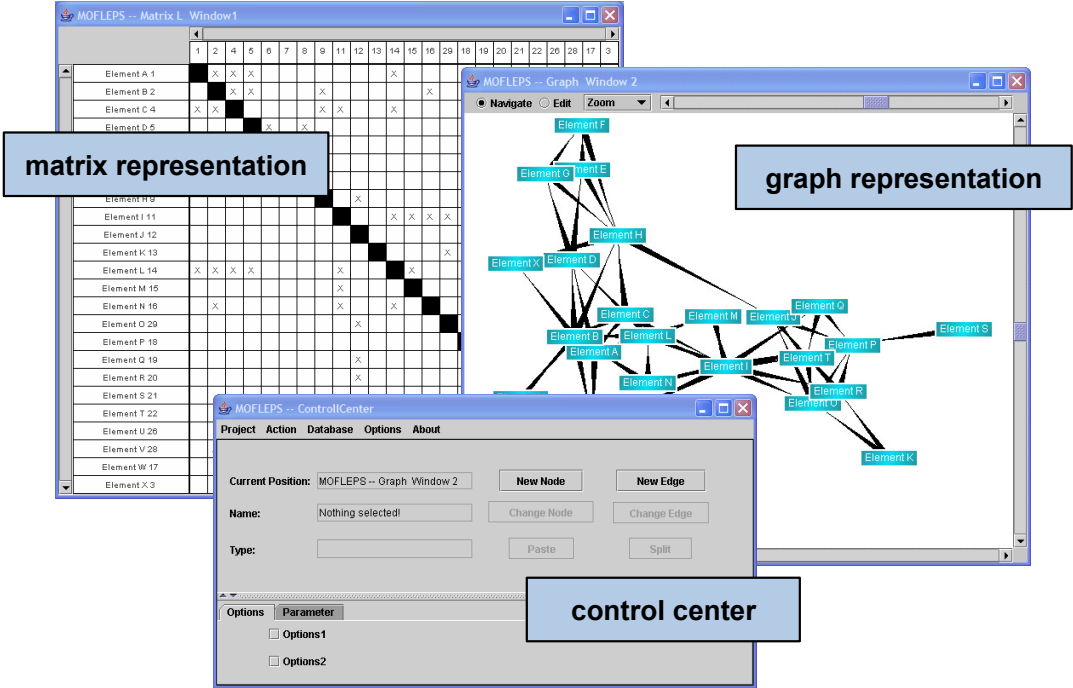 MOFLEPS -- Matrix L Window1
1 2 4 5 6 7 8 9 11 12 13 14 15 16 29 18 19 20 21 22 26 28 17 3
Element A 1
Element B 2
Element C 4
Element D 5
matrix representation
Element H 9
Element I 11
Element J 12
Element K 13
Element L 14
Element M 15
Element N 16
Element O 29
Element P 18
Element Q 19
Element R 20
Element S 21
Element T 22
Element U 26
Element V 28
Element W 17
Element X 3
MOFLEPS -- Graph Window 2
Navigate Edit Zoom
graph representation
Element F
Element G
Element H
Element X Element D
Element Q
Element C Element M
Element S
Element B Element L
Element P
Element A Element T
Element I
Element N Element R
Element K
MOFLEPS -- ControllCenter
Project Action Database Options About
Current Position: MOFLEPS -- Graph Window 2 New Node New Edge
Name: Nothing selected! Change Node Change Edge
Type: Paste Split
control center
Options Parameter
Options1
Options2